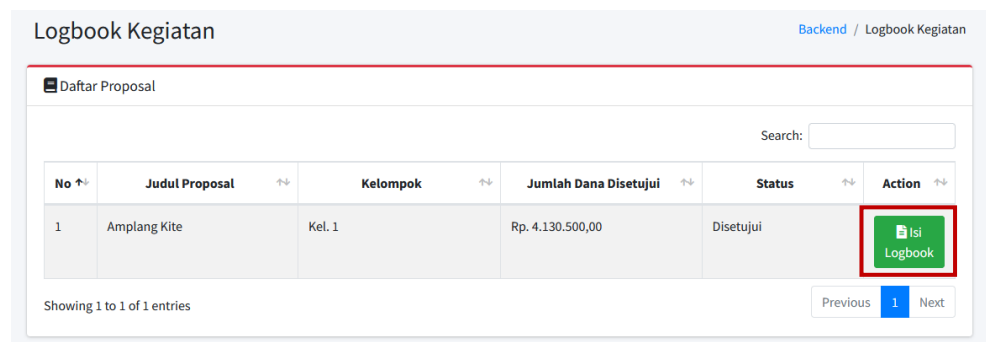 Logbook Kegiatan
Backend / Logbook Kegiatan
Daftar Proposal
Search:
No Judul Proposal Kelompok Jumlah Dana Disetujui Status Action
1 Amplang Kite Kel. 1 Rp. 4.130.500,00 Disetujui Isi
Logbook
Showing 1 to 1 of 1 entries
Previous 1 Next